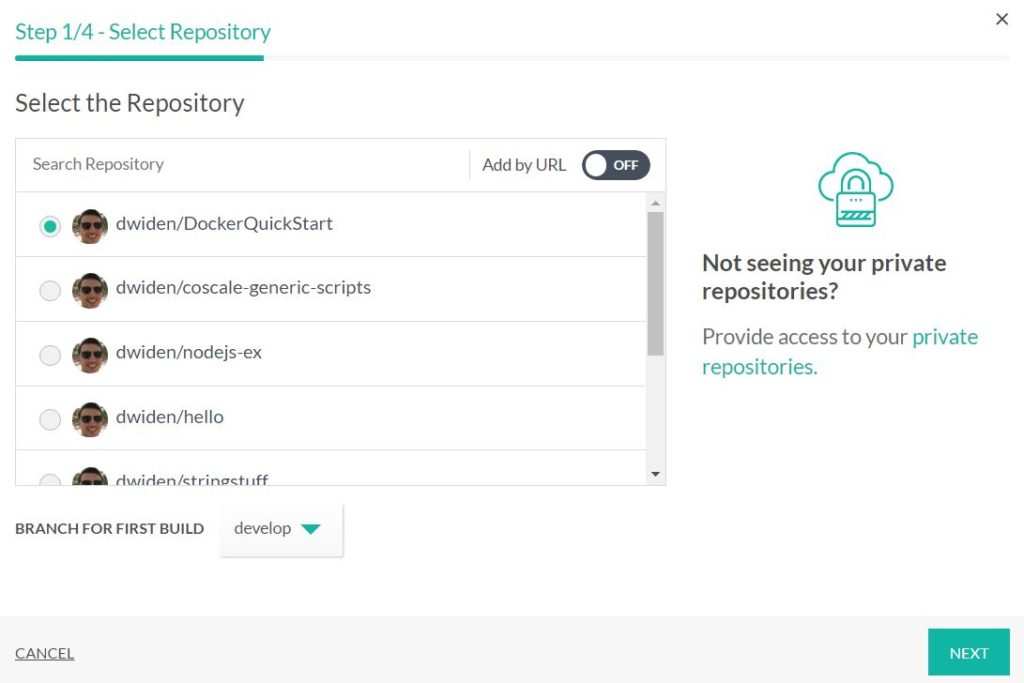 Step 1/4 - Select Repository
Select the Repository
Search Repository
Add by URL
OFF
dwiden/DockerQuickStart
dwiden/coscale-generic-scripts
dwiden/nodejs-ex
dwiden/hello
dwiden/stringstuff
Not seeing your private
repositories?
Provide access to your private
repositories.
BRANCH FOR FIRST BUILD
develop
CANCEL
NEXT